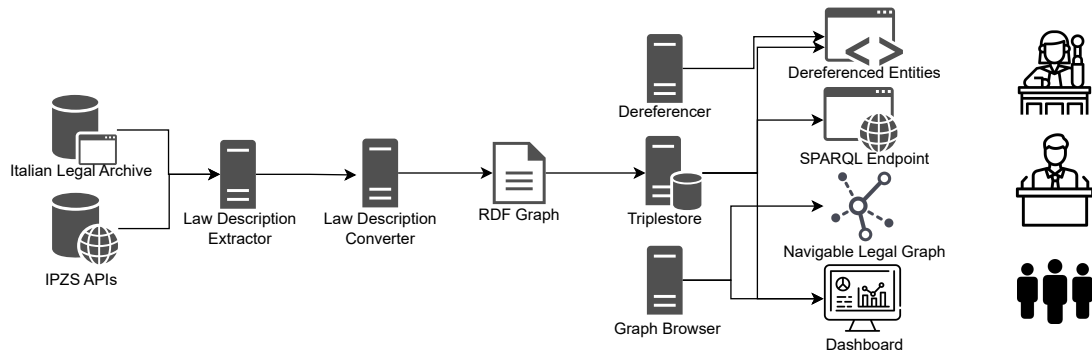 Italian Legal Archive
IPZS APIs
Law Description
Extractor
Law Description
Converter
RDF Graph
Dereferencer
Triplestore
Graph Browser
Dereferenced Entities
SPARQL Endpoint
Navigable Legal Graph
Dashboard